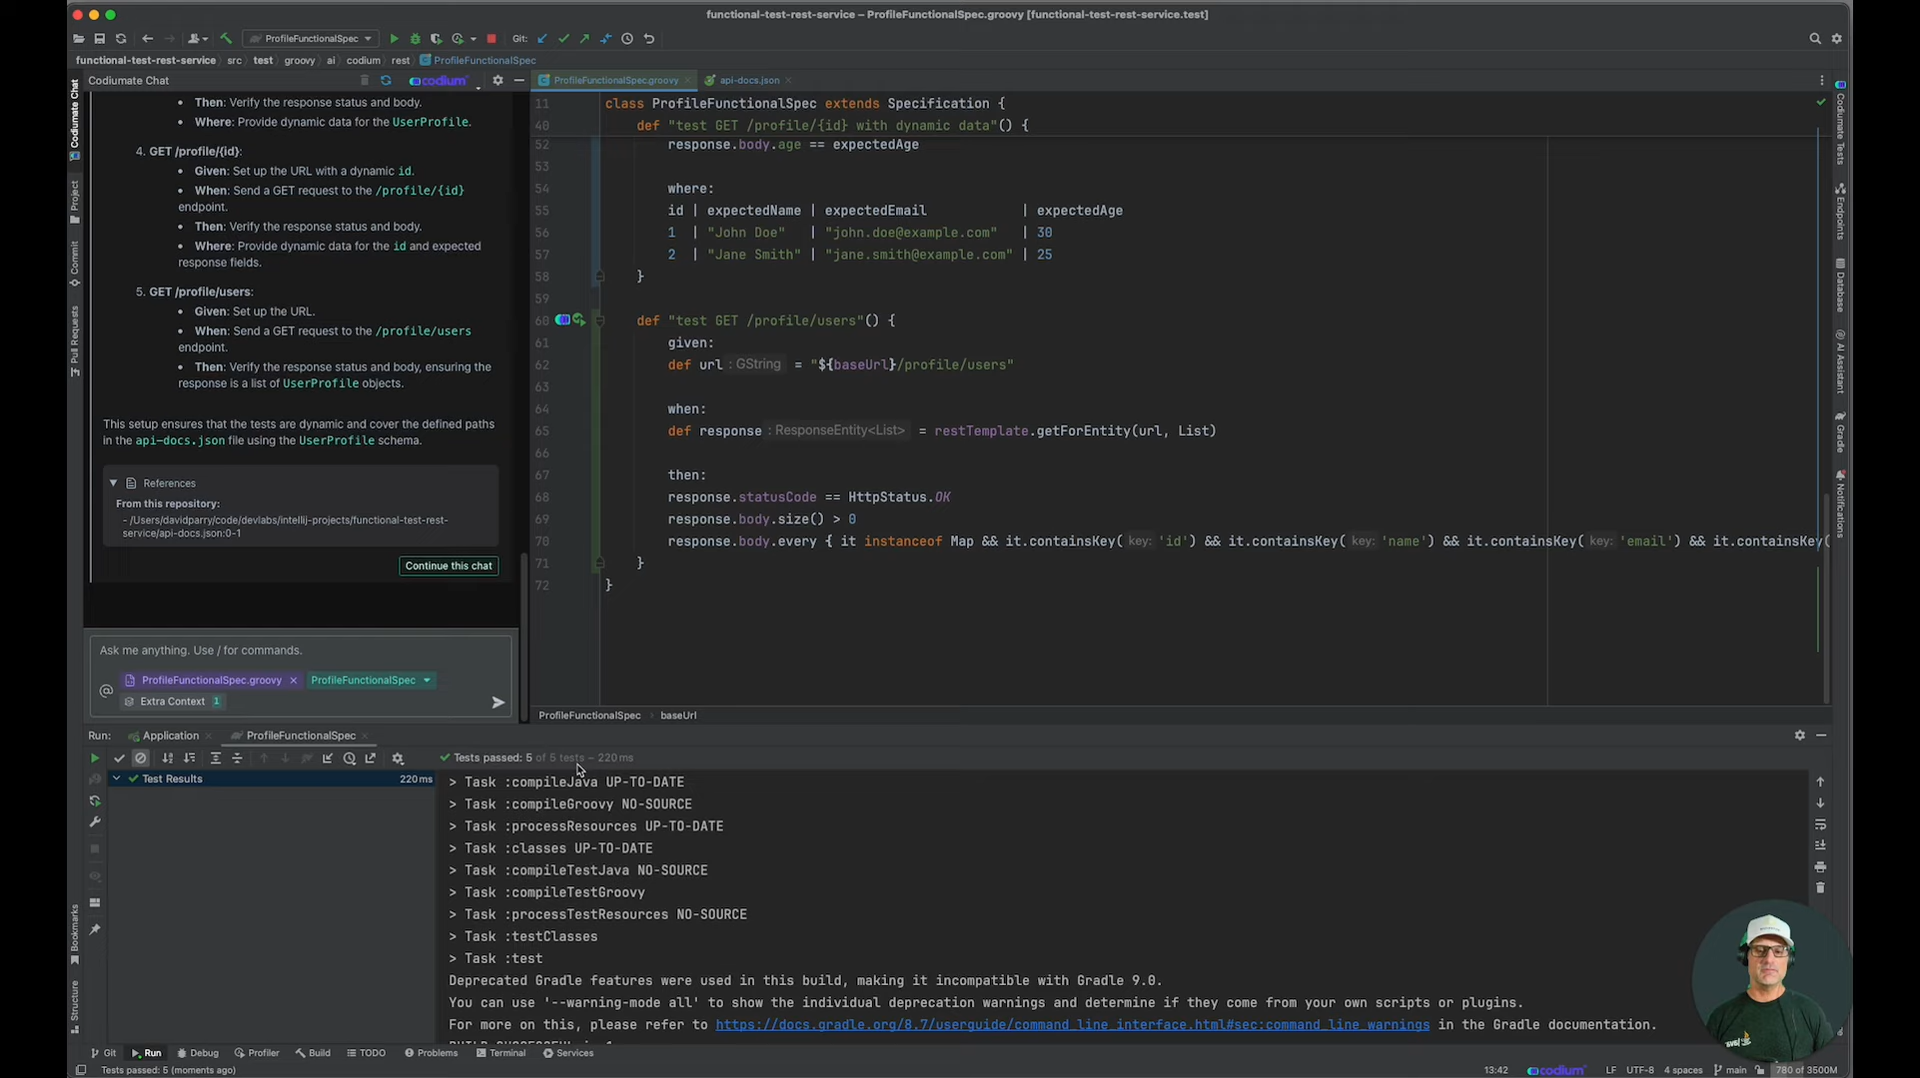 functional-test-rest-service – ProfileFunctionalSpec.groovy [functional-test-rest-service.test]
ProfileFunctionalSpec
Git:
functional-test-rest-service src test groovy ai codium rest ProfileFunctionalSpec
Codiumate Chat
codium
ProfileFunctionalSpec.groovy
api-docs.json
Codiumate Chat
Project
Commit
Pull Requests
Bookmarks
Structure
• Then: Verify the response status and body.
• Where: Provide dynamic data for the UserProfile.
4. GET /profile/{id}:
• Given: Set up the URL with a dynamic id.
• When: Send a GET request to the /profile/{id}
endpoint.
• Then: Verify the response status and body.
• Where: Provide dynamic data for the id and expected
response fields.
5. GET /profile/users:
• Given: Set up the URL.
• When: Send a GET request to the /profile/users
endpoint.
• Then: Verify the response status and body, ensuring the
response is a list of UserProfile objects.
This setup ensures that the tests are dynamic and cover the defined paths
in the api-docs.json file using the UserProfile schema.
References
From this repository:
- /Users/davidparry/code/devlabs/intellij-projects/functional-test-rest-
service/api-docs.json:0-1
Continue this chat
Ask me anything. Use / for commands.
@ ProfileFunctionalSpec.groovy × ProfileFunctionalSpec
Extra Context 1
11 class ProfileFunctionalSpec extends Specification {
40 def "test GET /profile/{id} with dynamic data"() {
52 response.body.age == expectedAge
53
54 where:
55 id | expectedName | expectedEmail | expectedAge
56 1 | "John Doe" | "john.doe@example.com" | 30
57 2 | "Jane Smith" | "jane.smith@example.com" | 25
58 }
59
60 def "test GET /profile/users"() {
61 given:
62 def url : GString = "${baseUrl}/profile/users"
63
64 when:
65 def response : ResponseEntity<List> = restTemplate.getForEntity(url, List)
66
67 then:
68 response.statusCode == HttpStatus.OK
69 response.body.size() > 0
70 response.body.every { it instanceof Map && it.containsKey( key: 'id') && it.containsKey( key: 'name') && it.containsKey( key: 'email') && it.containsKey(
71 }
72 }
ProfileFunctionalSpec › baseUrl
Codiumate Tests
Endpoints
Database
AI Assistant
Gradle
Notifications
Run: Application × ProfileFunctionalSpec ×
Tests passed: 5 of 5 tests – 220 ms
Test Results 220 ms
> Task :compileJava UP-TO-DATE
> Task :compileGroovy NO-SOURCE
> Task :processResources UP-TO-DATE
> Task :classes UP-TO-DATE
> Task :compileTestJava NO-SOURCE
> Task :compileTestGroovy
> Task :processTestResources NO-SOURCE
> Task :testClasses
> Task :test
Deprecated Gradle features were used in this build, making it incompatible with Gradle 9.0.
You can use '--warning-mode all' to show the individual deprecation warnings and determine if they come from your own scripts or plugins.
For more on this, please refer to https://docs.gradle.org/8.7/userguide/command_line_interface.html#sec:command_line_warnings in the Gradle documentation.
Git Run Debug Profiler Build TODO Problems Terminal Services
Tests passed: 5 (moments ago)
13:42 codium LF UTF-8 4 spaces main 780 of 3500M